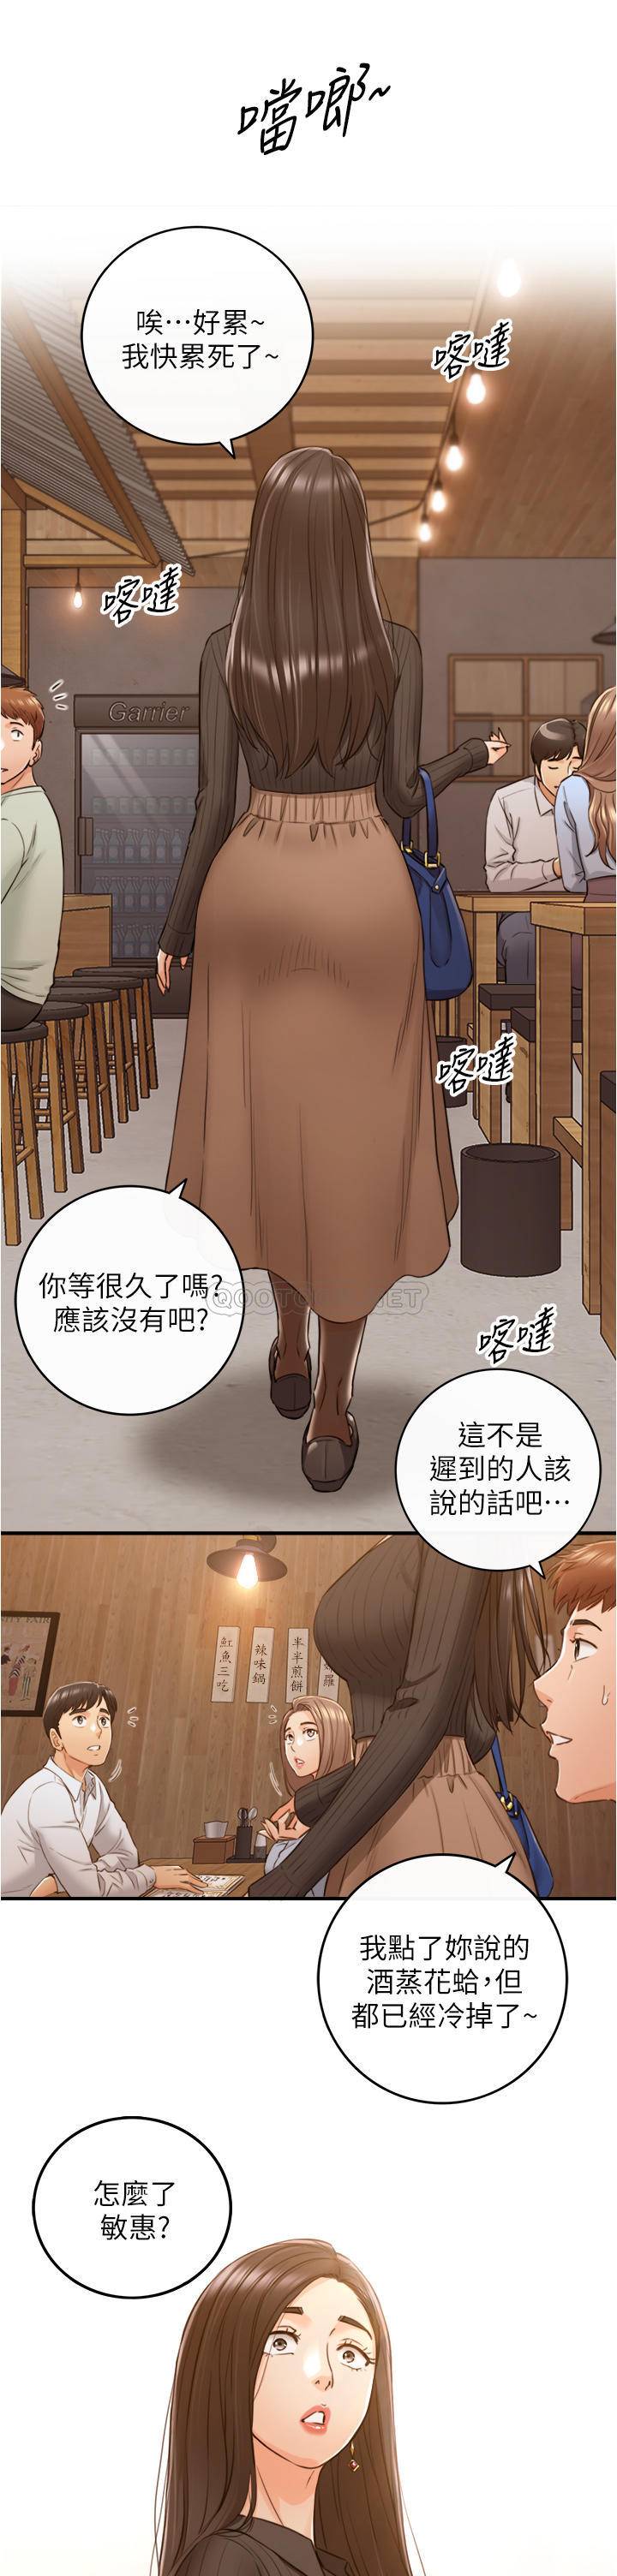 噹啷~
唉…好累~
我快累死了~
喀噠
喀噠
Garrier
喀噠
你等很久了嗎?
應該沒有吧?
喀噠
這不是
遲到的人該
說的話吧…
魟魚三吃
辣味鍋
半半煎餅
我點了妳說的
酒蒸花蛤,但
都已經冷掉了~
怎麼了
敏惠?